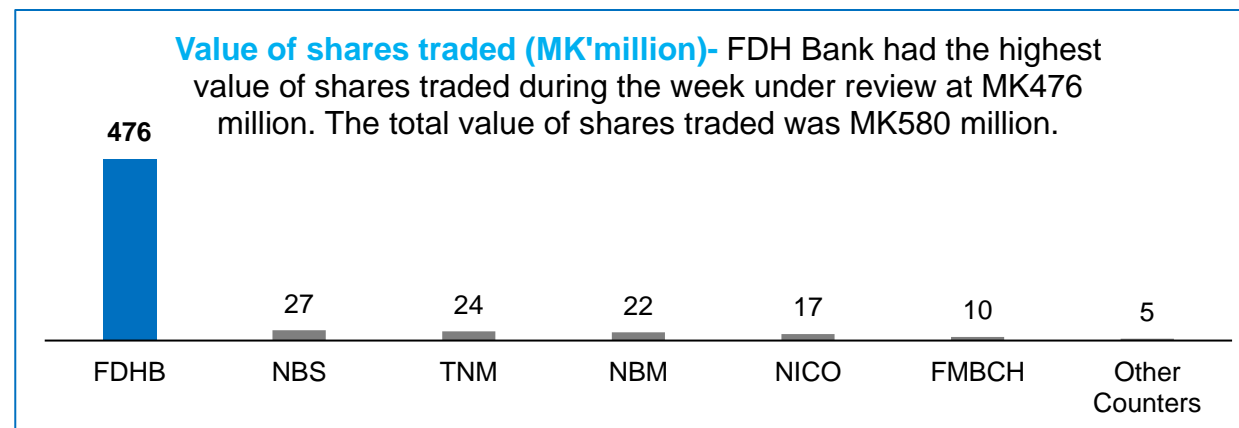 Value of shares traded (MK'million)- FDH Bank had the highest
value of shares traded during the week under review at MK476
million. The total value of shares traded was MK580 million.
476
27
24
22
17
10
5
FDHB
NBS
TNM
NBM
NICO
FMBCH
Other
Counters